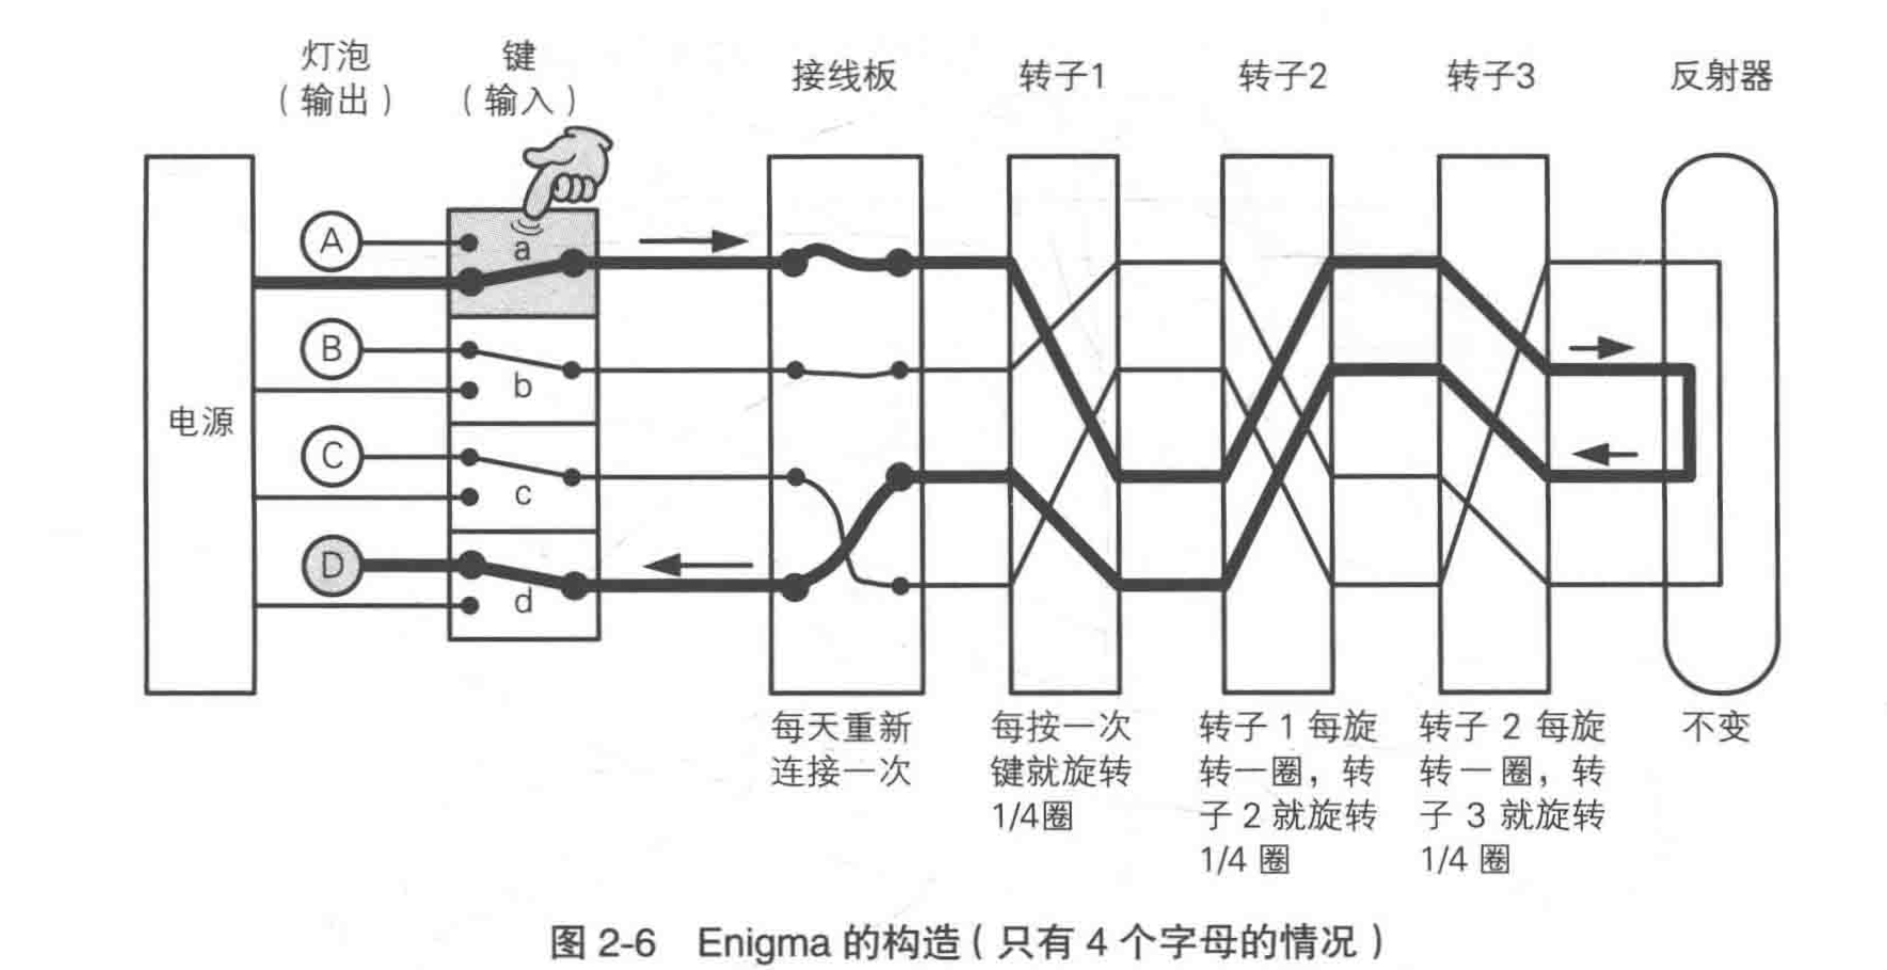 灯泡
（输出）
键
（输入）
接线板
转子1
转子2
转子3
反射器
电源
A
a
B
b
C
c
D
d
每天重新
连接一次
每按一次
键就旋转
1/4圈
转子 1 每旋
转一圈，转
子 2 就旋转
1/4 圈
转子 2 每旋
转一圈，转
子 3 就旋转
1/4 圈
不变
图 2-6 Enigma 的构造（只有 4 个字母的情况）